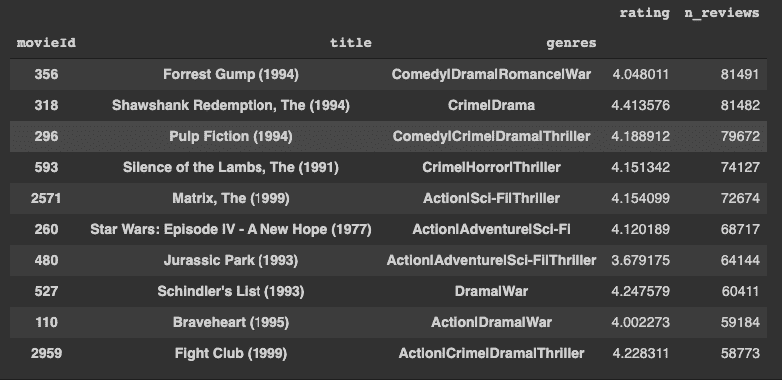 rating n_reviews
movieId title genres
356 Forrest Gump (1994) Comedy|Drama|Romance|War 4.048011 81491
318 Shawshank Redemption, The (1994) Crime|Drama 4.413576 81482
296 Pulp Fiction (1994) Comedy|Crime|Drama|Thriller 4.188912 79672
593 Silence of the Lambs, The (1991) Crime|Horror|Thriller 4.151342 74127
2571 Matrix, The (1999) Action|Sci-Fi|Thriller 4.154099 72674
260 Star Wars: Episode IV - A New Hope (1977) Action|Adventure|Sci-Fi 4.120189 68717
480 Jurassic Park (1993) Action|Adventure|Sci-Fi|Thriller 3.679175 64144
527 Schindler's List (1993) Drama|War 4.247579 60411
110 Braveheart (1995) Action|Drama|War 4.002273 59184
2959 Fight Club (1999) Action|Crime|Drama|Thriller 4.228311 58773